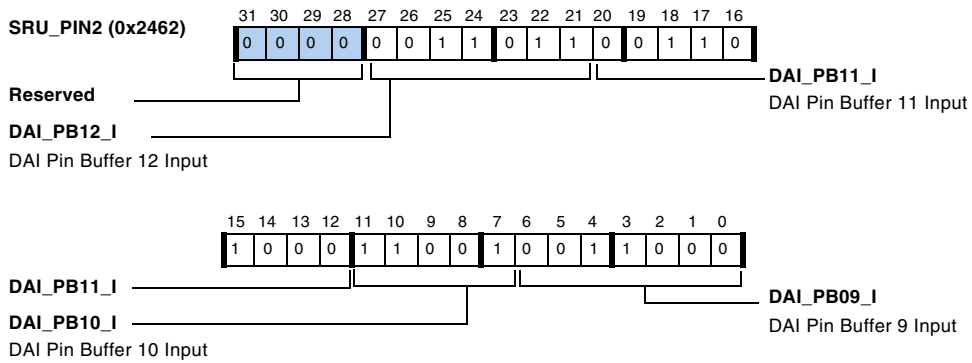 SRU_PIN2 (0x2462)
31 30 29 28 27 26 25 24 23 22 21 20 19 18 17 16
0 0 0 0 0 0 1 1 0 1 1 0 0 1 1 0
Reserved
DAI_PB12_I
DAI Pin Buffer 12 Input
DAI_PB11_I
DAI Pin Buffer 11 Input
15 14 13 12 11 10 9 8 7 6 5 4 3 2 1 0
1 0 0 0 1 1 0 0 1 0 0 1 1 0 0 0
DAI_PB11_I
DAI_PB10_I
DAI Pin Buffer 10 Input
DAI_PB09_I
DAI Pin Buffer 9 Input